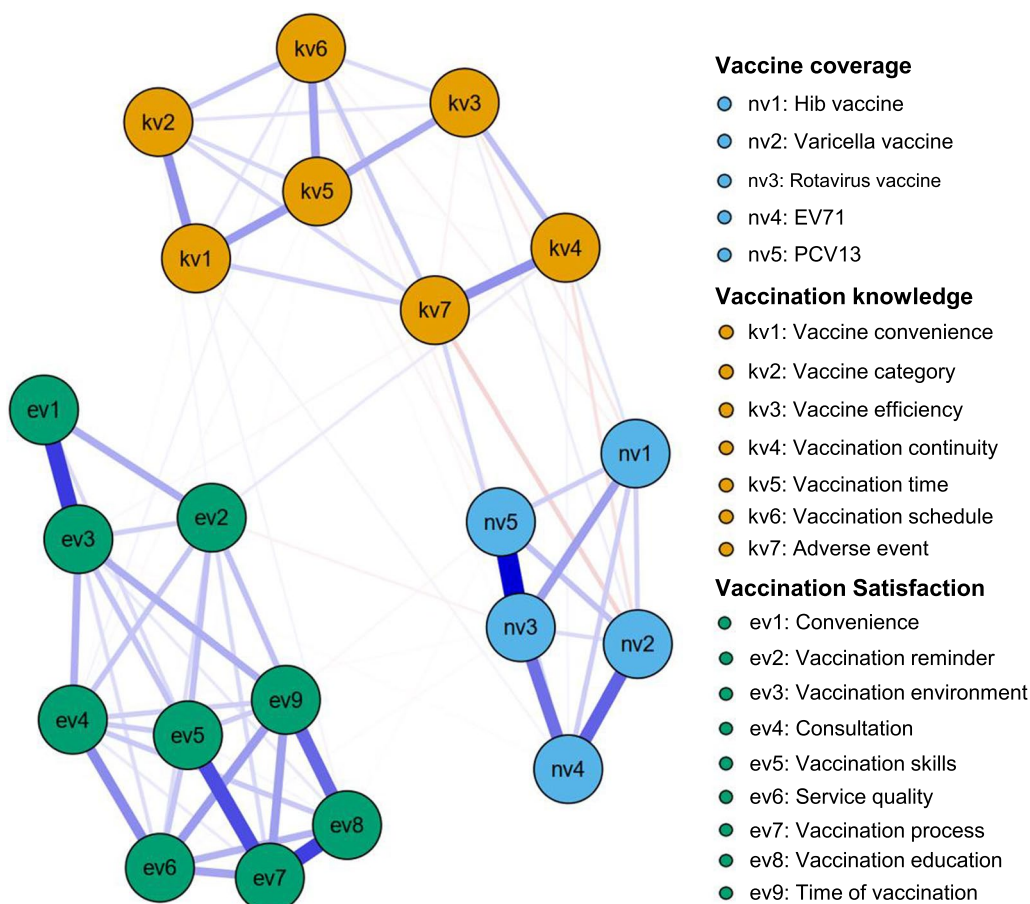 kv6
kv3
kv2
kv5
kv4
kv1
kv7
ev1
nv1
ev2
nv5
ev3
nv3
nv2
ev9
ev4
ev5
nv4
ev8
ev6
ev7
Vaccine coverage
nv1: Hib vaccine
nv2: Varicella vaccine
nv3: Rotavirus vaccine
nv4: EV71
nv5: PCV13
Vaccination knowledge
kv1: Vaccine convenience
kv2: Vaccine category
kv3: Vaccine efficiency
kv4: Vaccination continuity
kv5: Vaccination time
kv6: Vaccination schedule
kv7: Adverse event
Vaccination Satisfaction
ev1: Convenience
ev2: Vaccination reminder
ev3: Vaccination environment
ev4: Consultation
ev5: Vaccination skills
ev6: Service quality
ev7: Vaccination process
ev8: Vaccination education
ev9: Time of vaccination